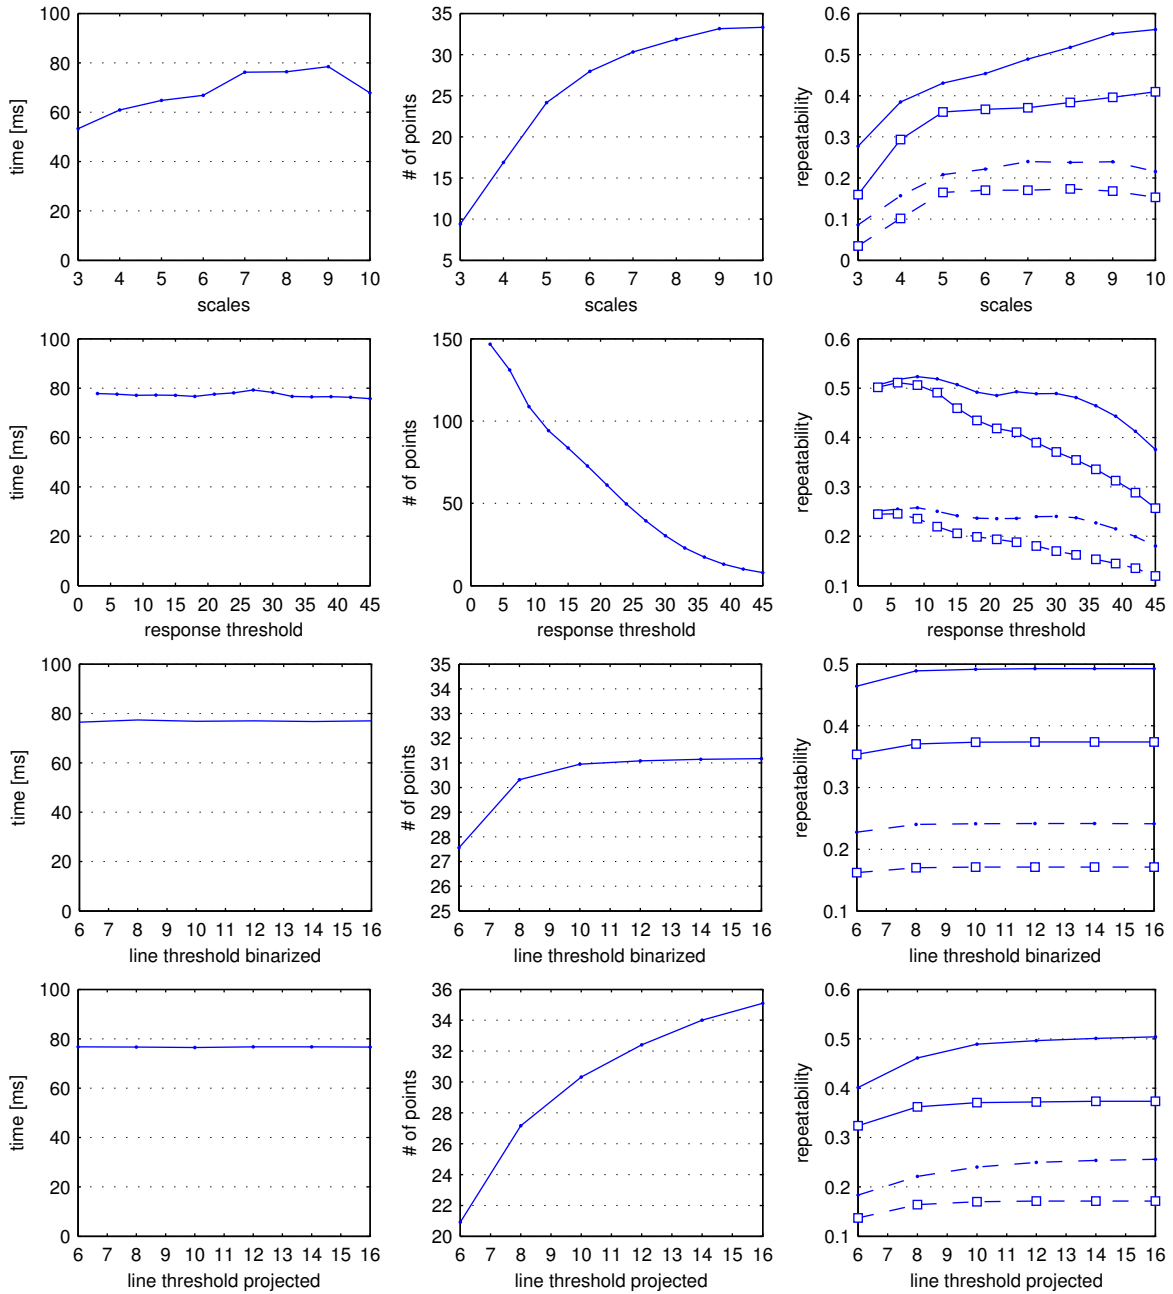 100
80
60
40
20
0
time [ms]
3 4 5 6 7 8 9 10
scales
35
30
25
20
15
10
5
# of points
3 4 5 6 7 8 9 10
scales
0.6
0.5
0.4
0.3
0.2
0.1
0
repeatability
3 4 5 6 7 8 9 10
scales
100
80
60
40
20
0
time [ms]
0 5 10 15 20 25 30 35 40 45
response threshold
150
100
50
0
# of points
0 5 10 15 20 25 30 35 40 45
response threshold
0.6
0.5
0.4
0.3
0.2
0.1
repeatability
0 5 10 15 20 25 30 35 40 45
response threshold
100
80
60
40
20
0
time [ms]
6 7 8 9 10 11 12 13 14 15 16
line threshold binarized
35
34
33
32
31
30
29
28
27
26
25
# of points
6 7 8 9 10 11 12 13 14 15 16
line threshold binarized
0.5
0.4
0.3
0.2
0.1
repeatability
6 7 8 9 10 11 12 13 14 15 16
line threshold binarized
100
80
60
40
20
0
time [ms]
6 7 8 9 10 11 12 13 14 15 16
line threshold projected
36
34
32
30
28
26
24
22
20
# of points
6 7 8 9 10 11 12 13 14 15 16
line threshold projected
0.6
0.5
0.4
0.3
0.2
0.1
repeatability
6 7 8 9 10 11 12 13 14 15 16
line threshold projected